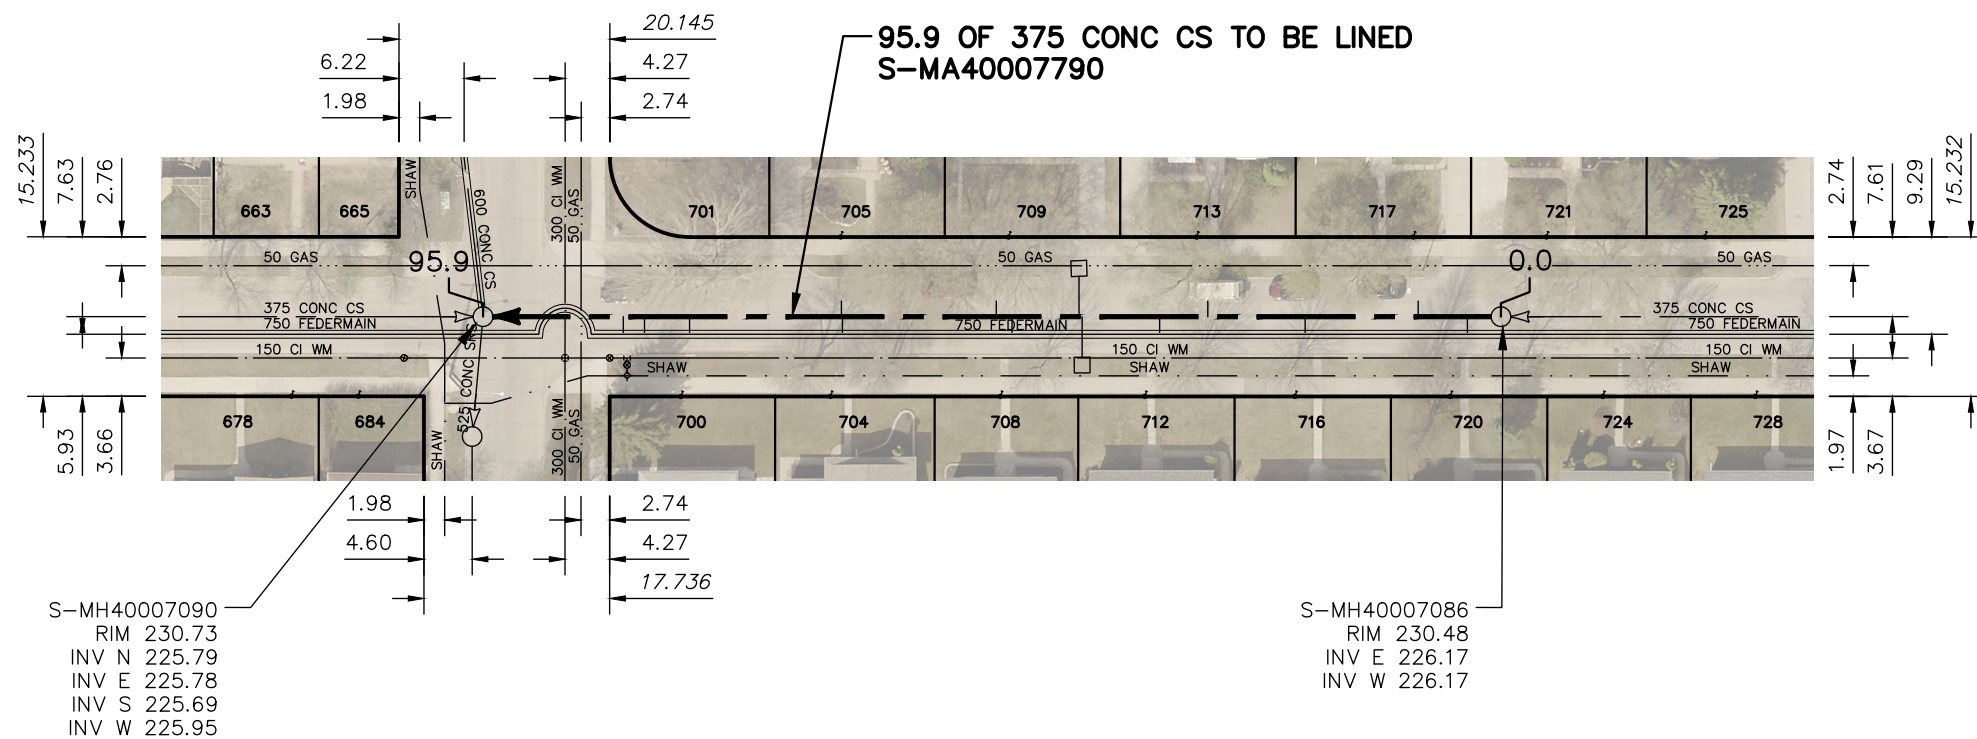 20.145
95.9 OF 375 CONC CS TO BE LINED
S-MA40007790
6.22
4.27
1.98
2.74
15.233
7.63
2.76
2.74
7.61
9.29
15.232
SHAW
600 CONC CS
300 CI WM
50 GAS
663
665
701
705
709
713
717
721
725
50 GAS
95.9
50 GAS
0.0
50 GAS
375 CONC CS
750 FEDERMAIN
750 FEDERMAIN
375 CONC CS
750 FEDERMAIN
150 CI WM
150 CI WM
150 CI WM
SHAW
SHAW
SHAW
525 CONC SRS
300 CI WM
50 GAS
SHAW
678
684
700
704
708
712
716
720
724
728
5.93
3.66
1.97
3.67
1.98
2.74
4.60
4.27
17.736
S-MH40007090
RIM 230.73
INV N 225.79
INV E 225.78
INV S 225.69
INV W 225.95
S-MH40007086
RIM 230.48
INV E 226.17
INV W 226.17